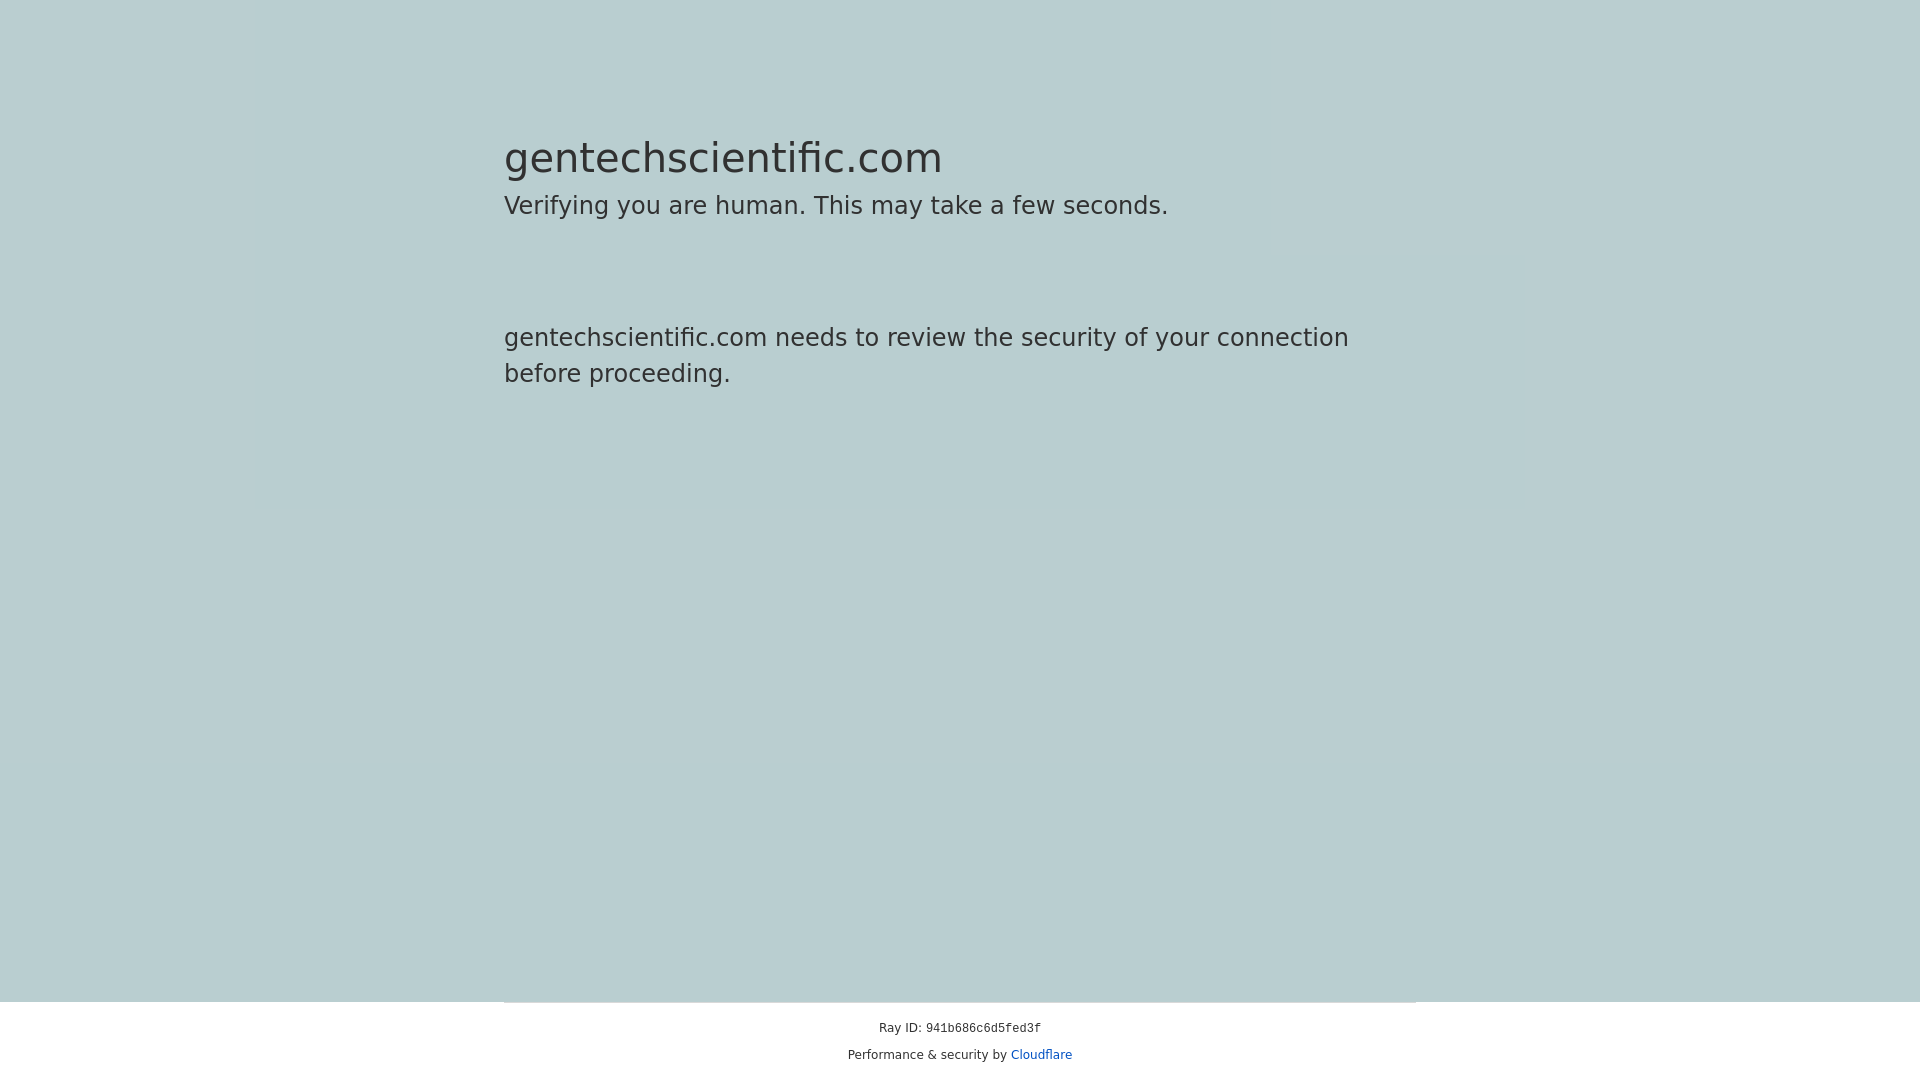 gentechscientific.com
Verifying you are human. This may take a few seconds.
gentechscientific.com needs to review the security of your connection
before proceeding.
Ray ID: 941b686c6d5fed3f
Performance & security by Cloudflare